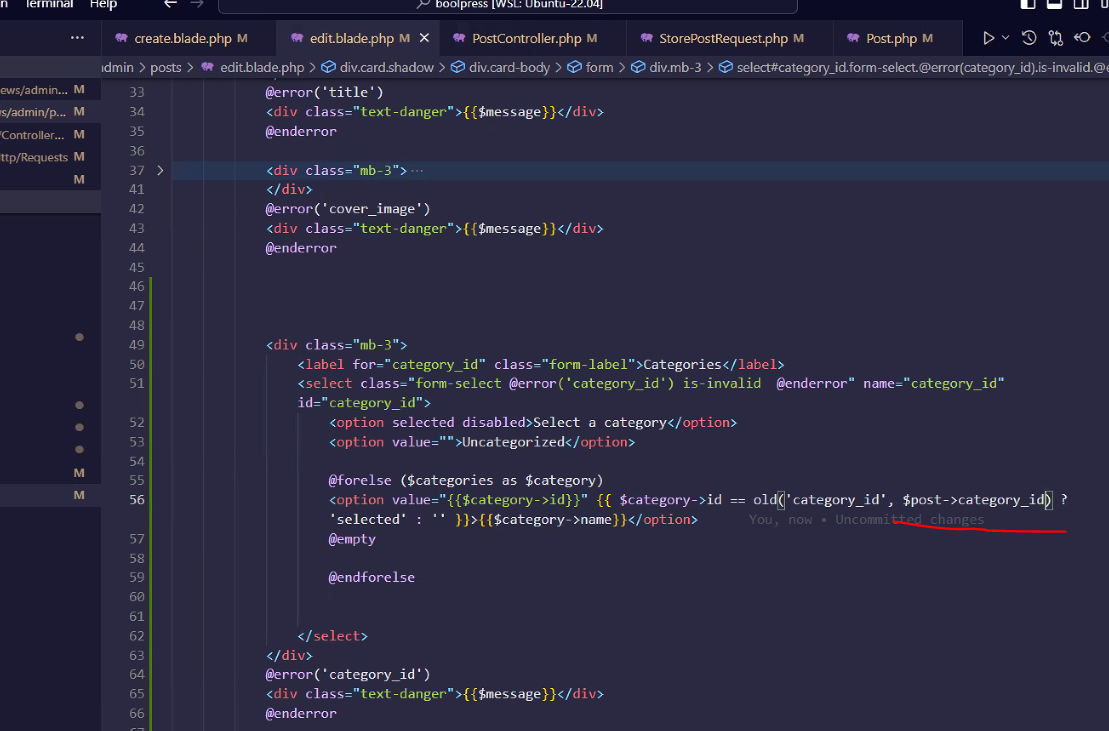 n Terminal Help
boolpress [WSL: Ubuntu-22.04]
create.blade.php M edit.blade.php M PostController.php M StorePostRequest.php M Post.php M
dmin > posts > edit.blade.php > div.card.shadow > div.card-body > form > div.mb-3 > select#category_id.form-select.@error(category_id).is-invalid.@e
ews/admin... M
s/admin/p... M
/Controller... M
ttp/Requests M
M
M
M
33 @error('title')
34 <div class="text-danger">{{$message}}</div>
35 @enderror
36
37 <div class="mb-3">...
41 </div>
42 @error('cover_image')
43 <div class="text-danger">{{$message}}</div>
44 @enderror
45
46
47
48
49 <div class="mb-3">
50 <label for="category_id" class="form-label">Categories</label>
51 <select class="form-select @error('category_id') is-invalid  @enderror" name="category_id"
id="category_id">
52 <option selected disabled>Select a category</option>
53 <option value="">Uncategorized</option>
54
55 @forelse ($categories as $category)
56 <option value="{{$category->id}}" {{ $category->id == old('category_id', $post->category_id) ?
'selected' : '' }}>{{$category->name}}</option> You, now • Uncommitted changes
57 @empty
58
59 @endforelse
60
61
62 </select>
63 </div>
64 @error('category_id')
65 <div class="text-danger">{{$message}}</div>
66 @enderror